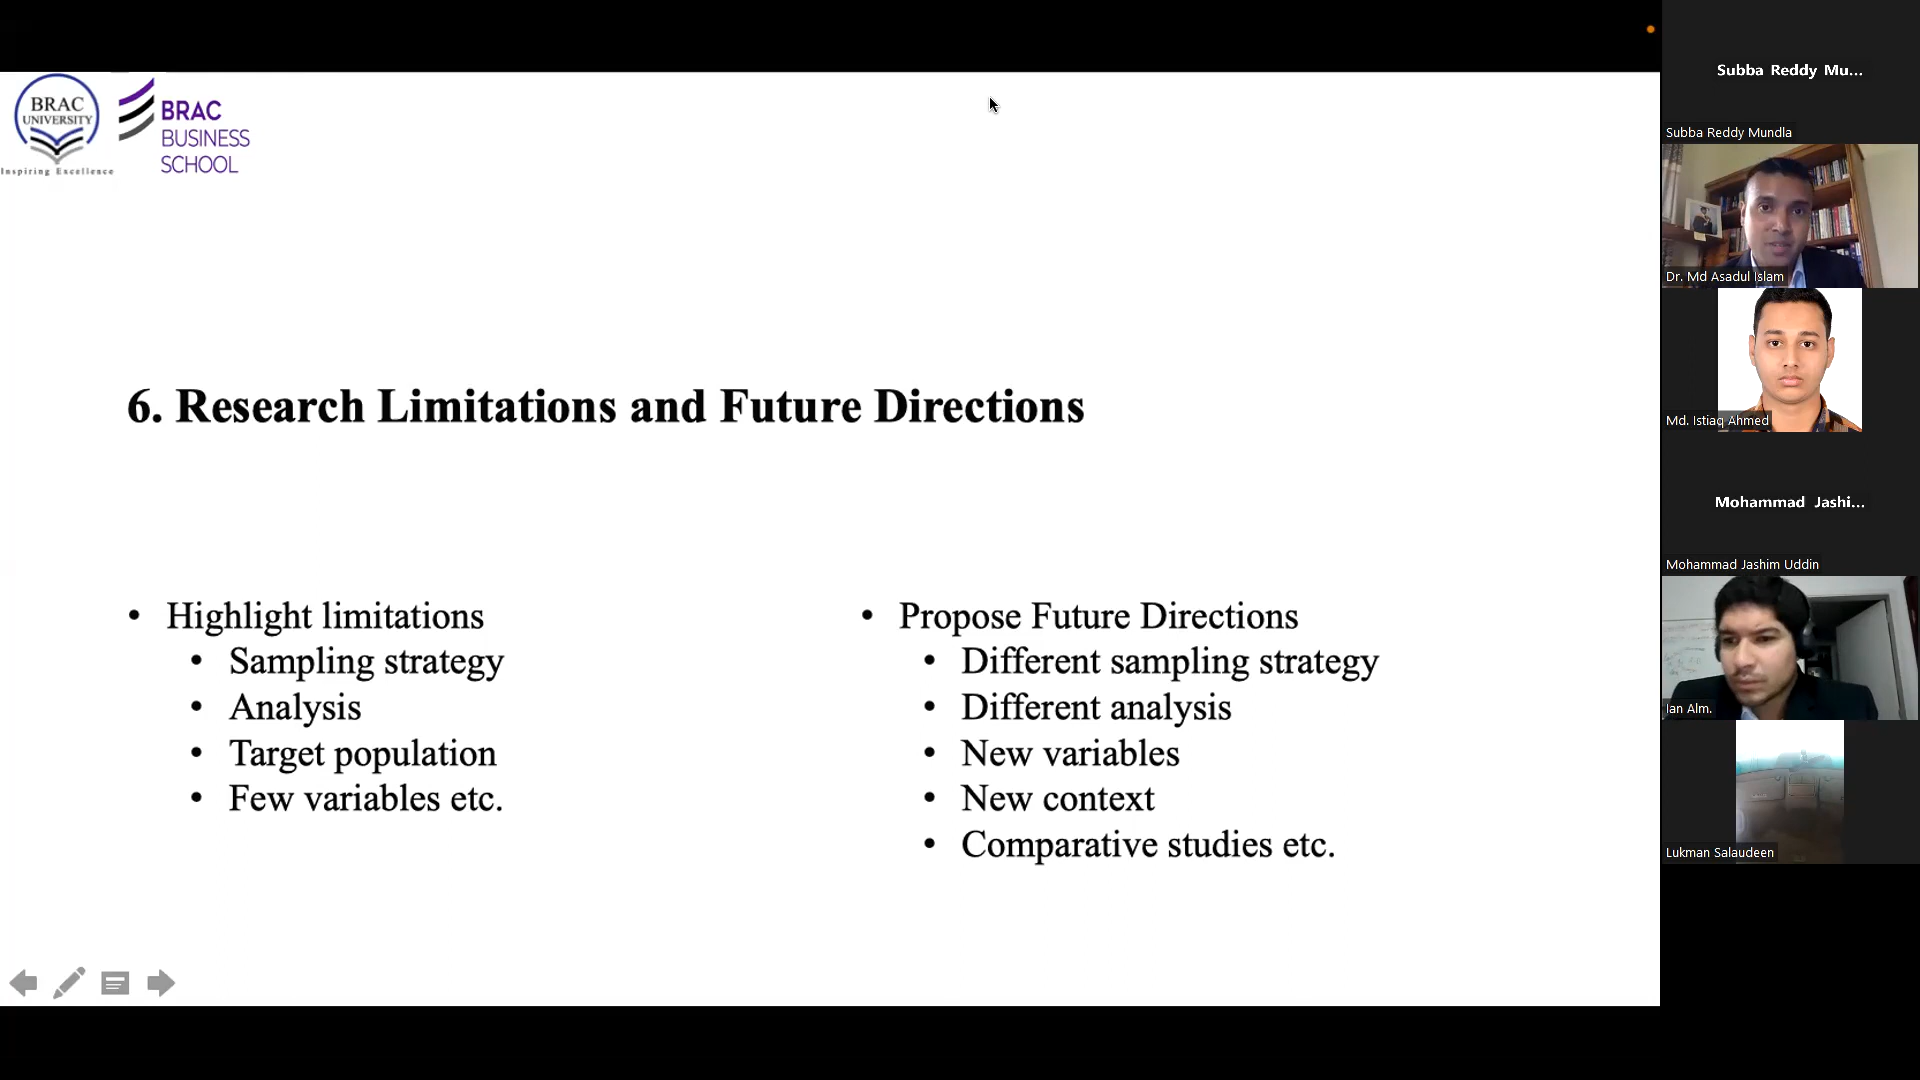 BRAC
UNIVERSITY
Inspiring Excellence
BRAC
BUSINESS
SCHOOL
6. Research Limitations and Future Directions
• Highlight limitations
• Sampling strategy
• Analysis
• Target population
• Few variables etc.
• Propose Future Directions
• Different sampling strategy
• Different analysis
• New variables
• New context
• Comparative studies etc.
Subba Reddy Mu...
Subba Reddy Mundla
Dr. Md Asadul Islam
Md. Istiaq Ahmed
Mohammad Jashi...
Mohammad Jashim Uddin
Jan Alm.
Lukman Salaudeen